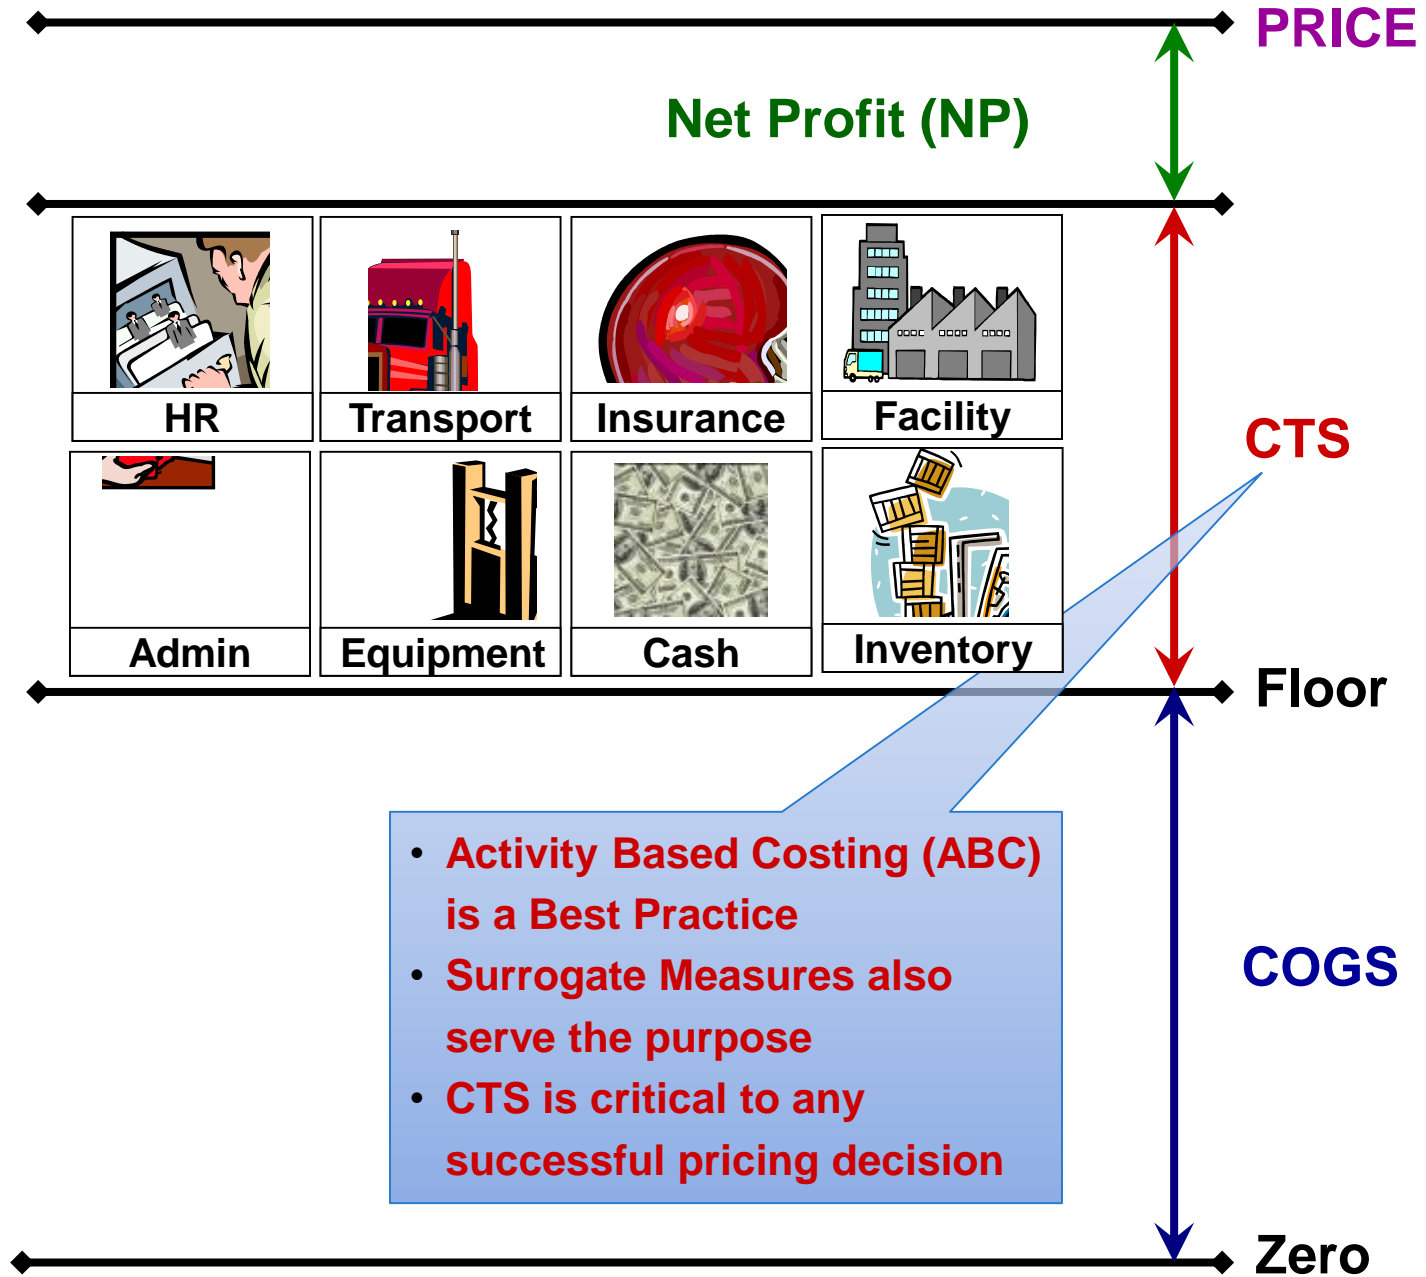 PRICE
Net Profit (NP)
HR
Transport
Insurance
Facility
CTS
Admin
Equipment
Cash
Inventory
Floor
• Activity Based Costing (ABC)
is a Best Practice
• Surrogate Measures also
serve the purpose
• CTS is critical to any
successful pricing decision
COGS
Zero